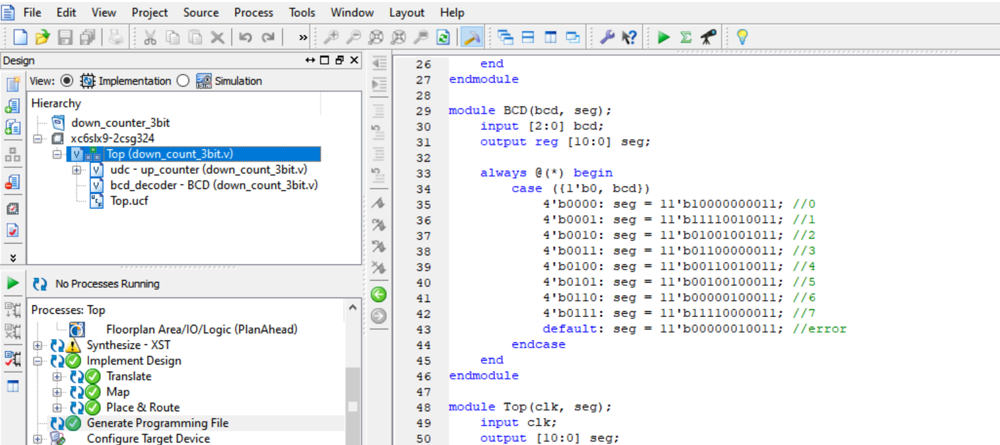 File Edit View Project Source Process Tools Window Layout Help
Design
View: Implementation Simulation
Hierarchy
down_counter_3bit
xc6slx9-2csg324
Top (down_count_3bit.v)
udc - up_counter (down_count_3bit.v)
bcd_decoder - BCD (down_count_3bit.v)
Top.ucf
No Processes Running
Processes: Top
Floorplan Area/IO/Logic (PlanAhead)
Synthesize - XST
Implement Design
Translate
Map
Place & Route
Generate Programming File
Configure Target Device
26 end
27 endmodule
28
29 module BCD(bcd, seg);
30 input [2:0] bcd;
31 output reg [10:0] seg;
32
33 always @(*) begin
34 case ({1'b0, bcd})
35 4'b0000: seg = 11'b10000000011; //0
36 4'b0001: seg = 11'b11110010011; //1
37 4'b0010: seg = 11'b01001001011; //2
38 4'b0011: seg = 11'b01100000011; //3
39 4'b0100: seg = 11'b00110010011; //4
40 4'b0101: seg = 11'b00100100011; //5
41 4'b0110: seg = 11'b00000100011; //6
42 4'b0111: seg = 11'b11110000011; //7
43 default: seg = 11'b00000010011; //error
44 endcase
45 end
46 endmodule
47
48 module Top(clk, seg);
49 input clk;
50 output [10:0] seg;